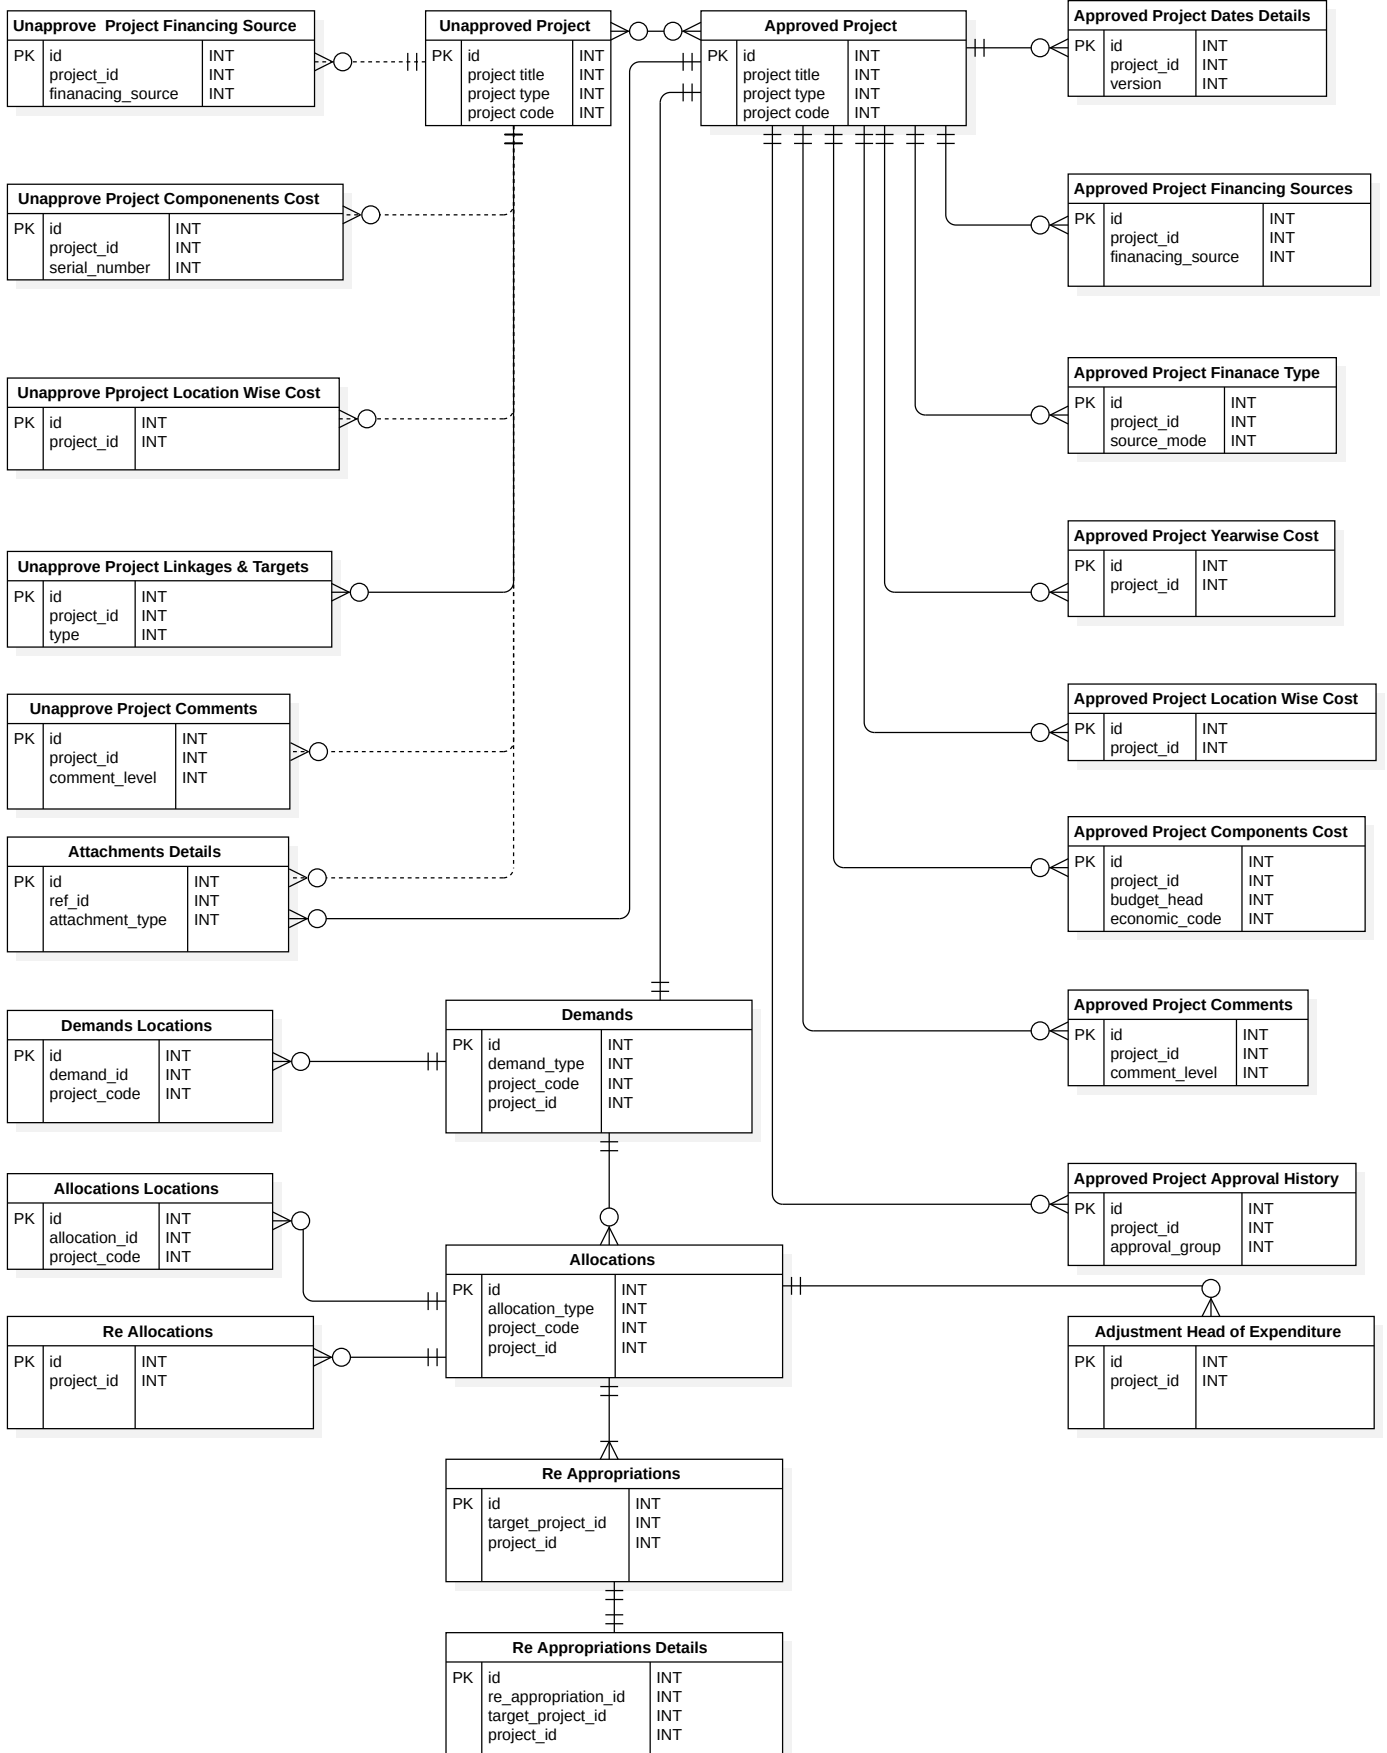 Unapprove  Project Financing Source
PK id INT
project_id INT
finanacing_source INT
Unapproved Project
PK id INT
project title INT
project type INT
project code INT
Approved Project
PK id INT
project title INT
project type INT
project code INT
Approved Project Dates Details
PK id INT
project_id INT
version INT
Unapprove Project Componenents Cost
PK id INT
project_id INT
serial_number INT
Approved Project Financing Sources
PK id INT
project_id INT
finanacing_source INT
Unapprove Pproject Location Wise Cost
PK id INT
project_id INT
Approved Project Finanace Type
PK id INT
project_id INT
source_mode INT
Unapprove Project Linkages & Targets
PK id INT
project_id INT
type INT
Approved Project Yearwise Cost
PK id INT
project_id INT
Unapprove Project Comments
PK id INT
project_id INT
comment_level INT
Approved Project Location Wise Cost
PK id INT
project_id INT
Attachments Details
PK id INT
ref_id INT
attachment_type INT
Approved Project Components Cost
PK id INT
project_id INT
budget_head INT
economic_code INT
Demands Locations
PK id INT
demand_id INT
project_code INT
Demands
PK id INT
demand_type INT
project_code INT
project_id INT
Approved Project Comments
PK id INT
project_id INT
comment_level INT
Allocations Locations
PK id INT
allocation_id INT
project_code INT
Approved Project Approval History
PK id INT
project_id INT
approval_group INT
Allocations
PK id INT
allocation_type INT
project_code INT
project_id INT
Re Allocations
PK id INT
project_id INT
Adjustment Head of Expenditure
PK id INT
project_id INT
Re Appropriations
PK id INT
target_project_id INT
project_id INT
Re Appropriations Details
PK id INT
re_appropriation_id INT
target_project_id INT
project_id INT